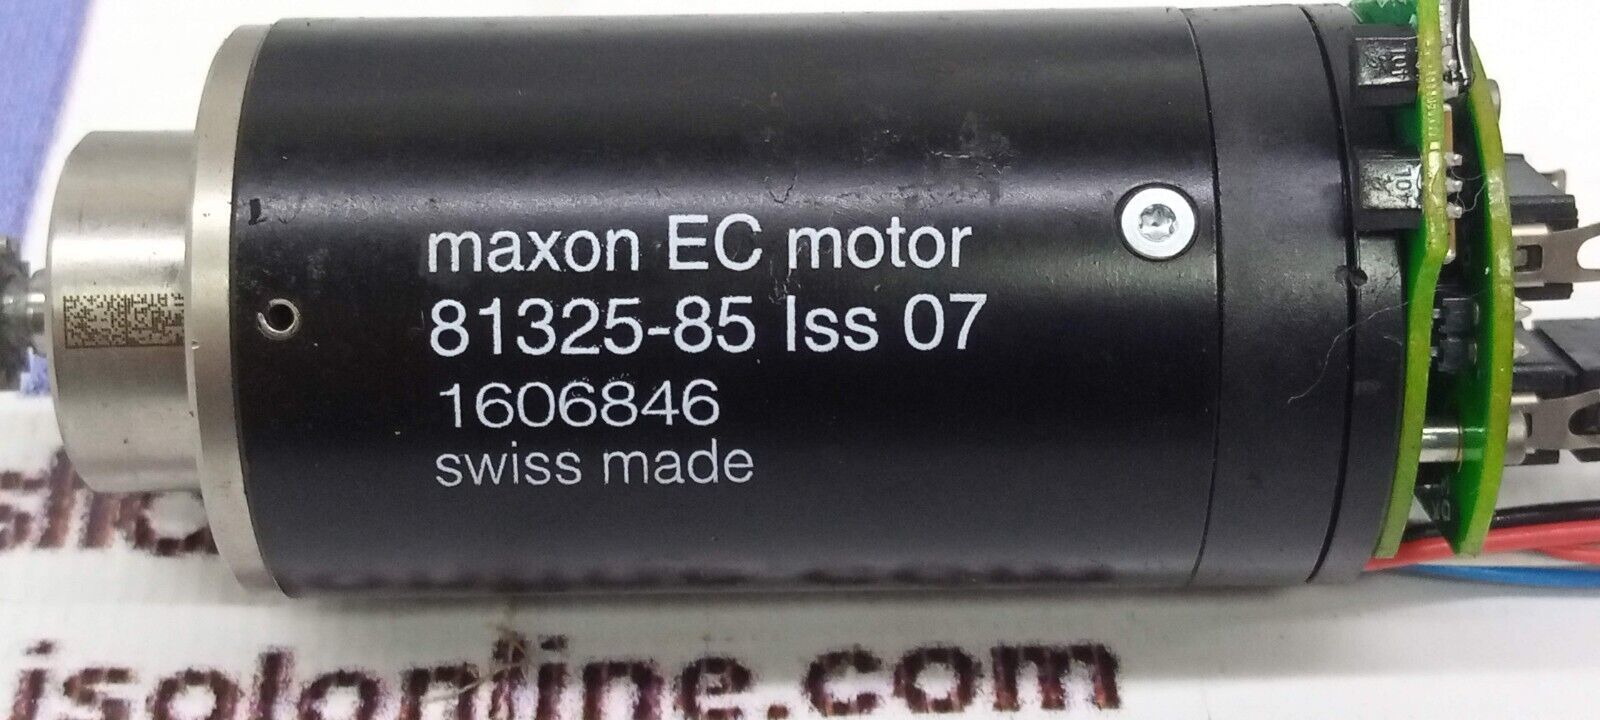 maxon EC motor
81325-85 Iss 07
1606846
swiss made
isolonline.com